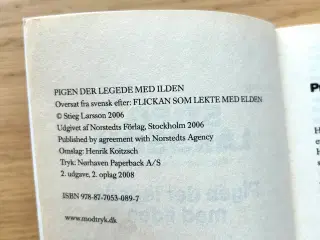 PIGEN DER LEGEDE MED ILDEN
Oversat fra svensk efter: FLICKAN SOM LEKTE MED ELDEN
© Stieg Larsson 2006
Udgivet af Norstedts Förlag, Stockholm 2006
Published by agreement with Norstedts Agency
Omslag: Henrik Koitzsch
Tryk: Nørhaven Paperback A/S
2. udgave, 2. oplag 2008
ISBN 978-87-7053-089-7
www.modtryk.dk